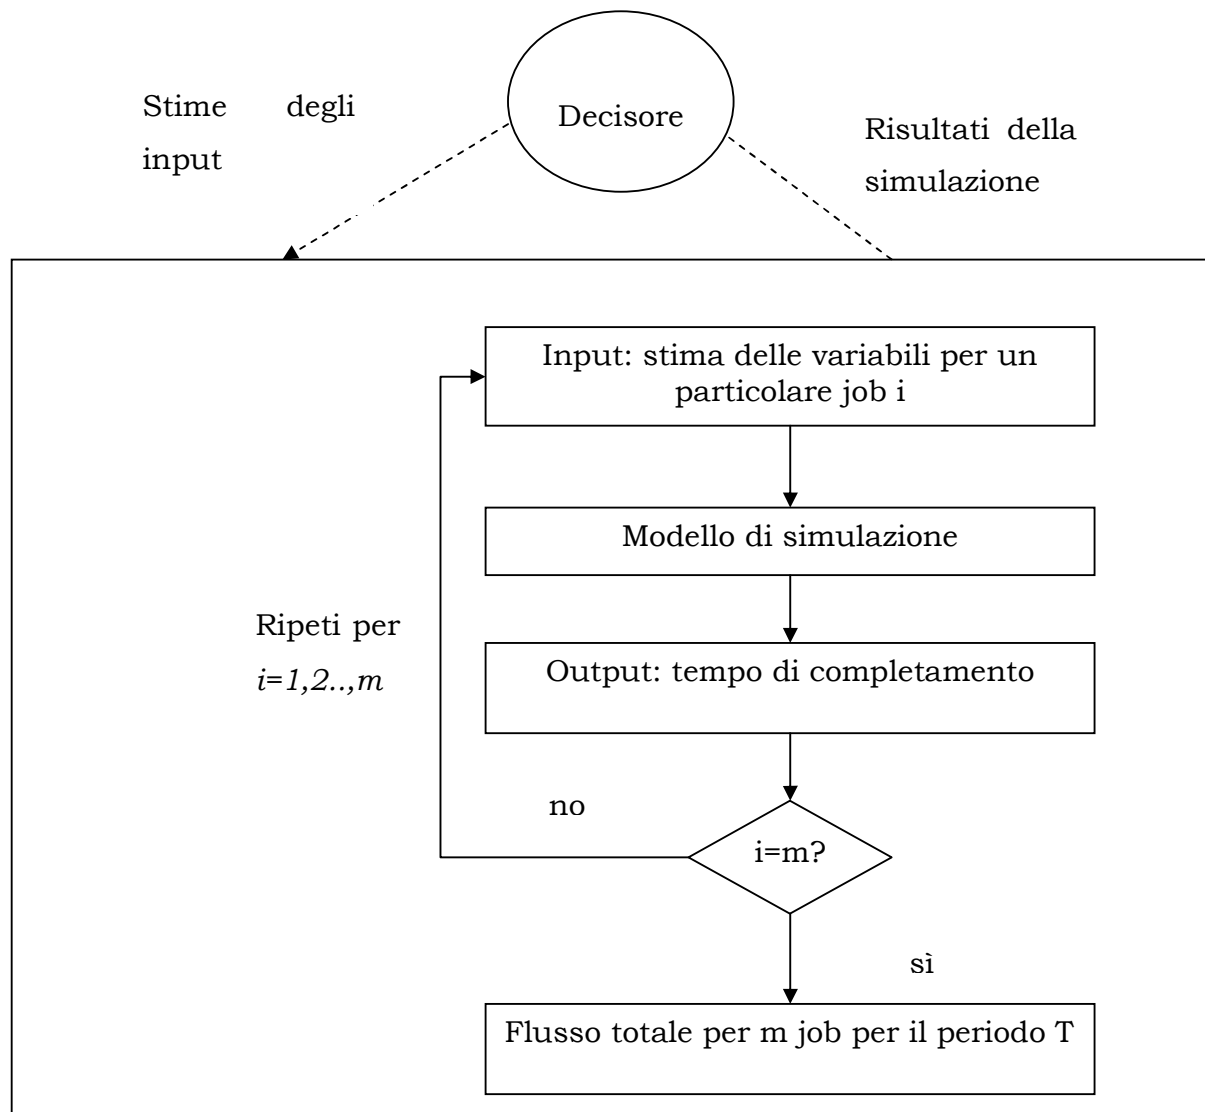 Stime degli
input
Decisore
Risultati della
simulazione
Input: stima delle variabili per un
particolare job i
Modello di simulazione
Ripeti per
i=1,2..,m
Output: tempo di completamento
no
i=m?
sì
Flusso totale per m job per il periodo T